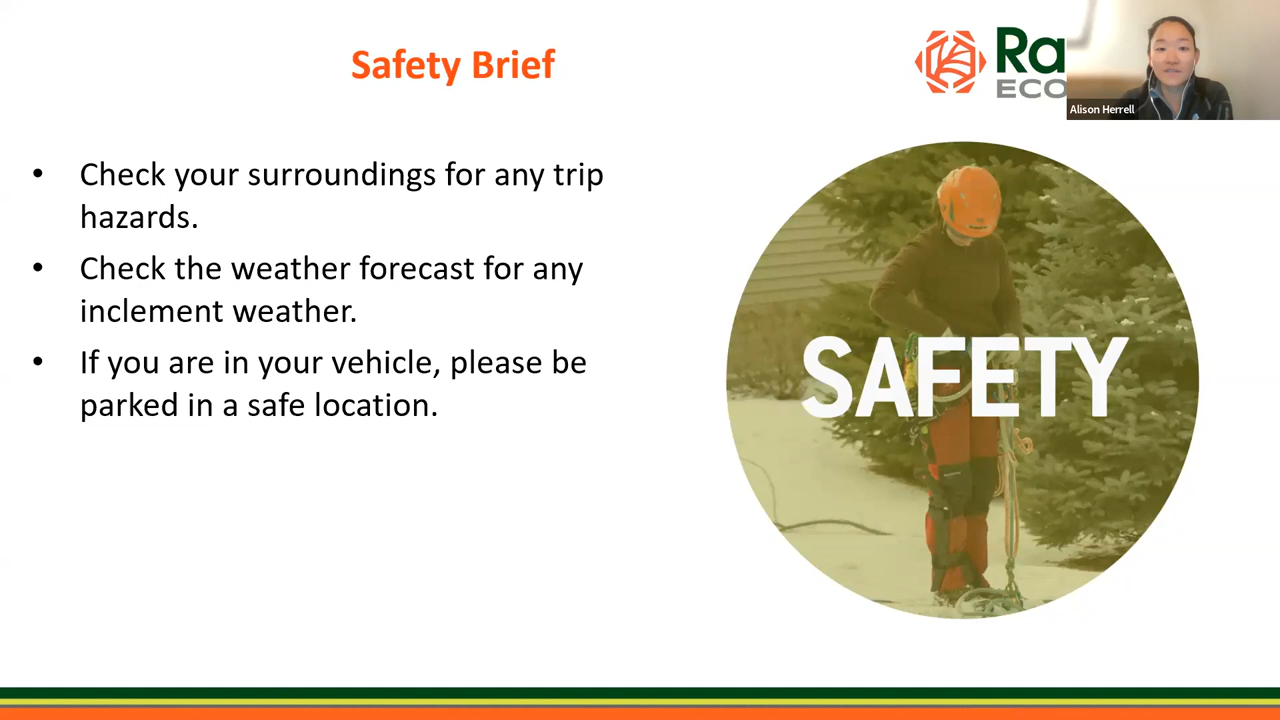 Safety Brief
Ra
ECO
Alison Herrell
• Check your surroundings for any trip
hazards.
• Check the weather forecast for any
inclement weather.
• If you are in your vehicle, please be
parked in a safe location.
SAFETY